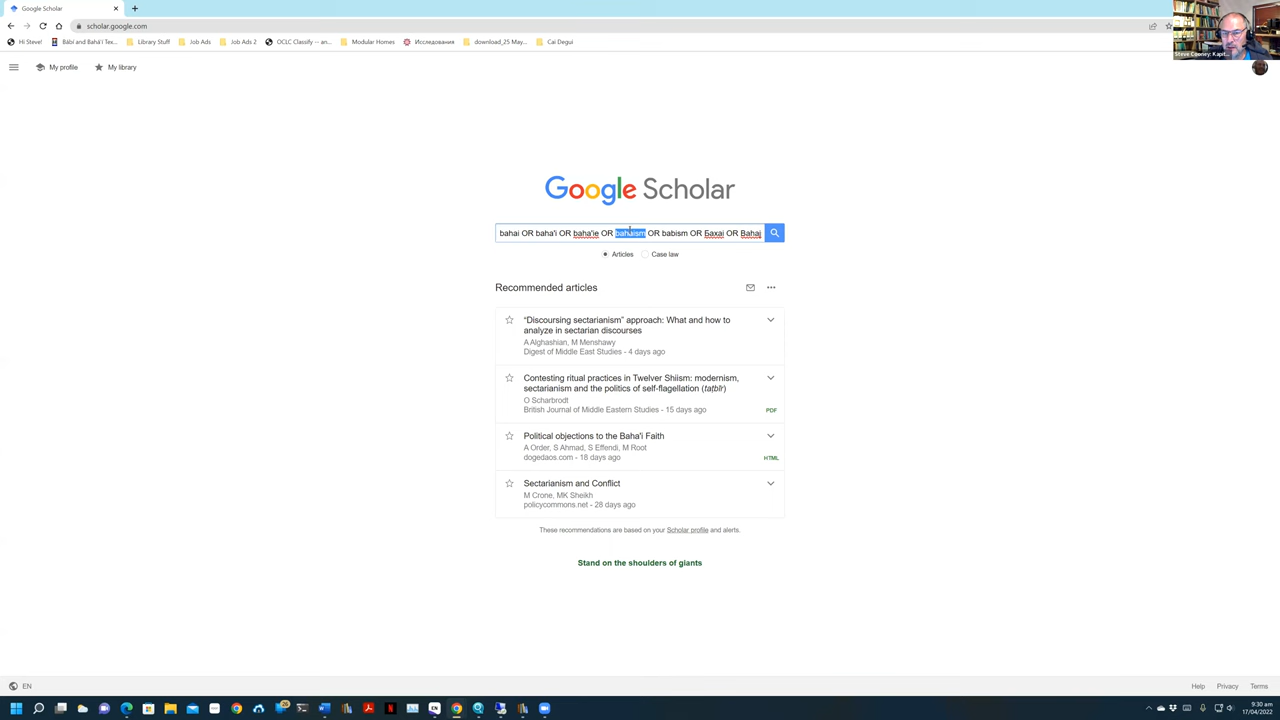 Google Scholar
scholar.google.com
Hi Steve!
Bábí and Bahá'í Tex...
Library Stuff
Job Ads
Job Ads 2
OCLC Classify -- an...
Modular Homes
Исследования
download_25 May...
Cai Degui
Steve Cooney: Kapit...
My profile
My library
Google Scholar
bahai OR baha'i OR baha'ie OR bahaism OR babism OR Бахаі OR Bahaj
Articles
Case law
Recommended articles
“Discoursing sectarianism” approach: What and how to
analyze in sectarian discourses
A Alghashian, M Menshawy
Digest of Middle East Studies - 4 days ago
Contesting ritual practices in Twelver Shiism: modernism,
sectarianism and the politics of self-flagellation (taṭbīr)
O Scharbrodt
British Journal of Middle Eastern Studies - 15 days ago
PDF
Political objections to the Baha'i Faith
A Order, S Ahmad, S Effendi, M Root
dogedaos.com - 18 days ago
HTML
Sectarianism and Conflict
M Crone, MK Sheikh
policycommons.net - 28 days ago
These recommendations are based on your Scholar profile and alerts.
Stand on the shoulders of giants
EN
Help
Privacy
Terms
9:30 am
17/04/2022